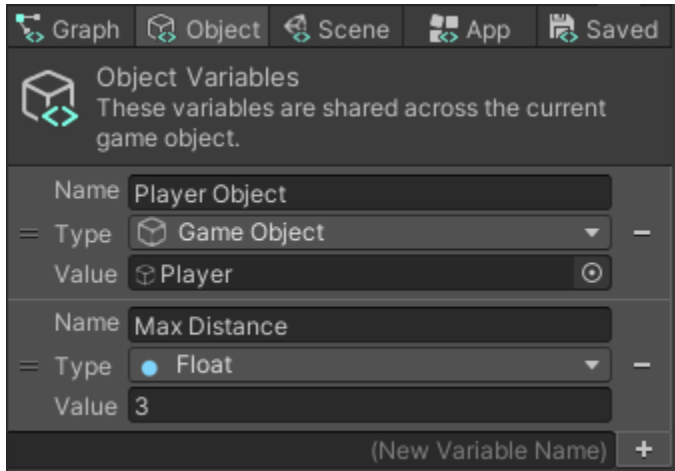 Graph Object Scene App Saved
Object Variables
These variables are shared across the current
game object.
Name Player Object
Type Game Object
Value Player
Name Max Distance
Type Float
Value 3
(New Variable Name) +